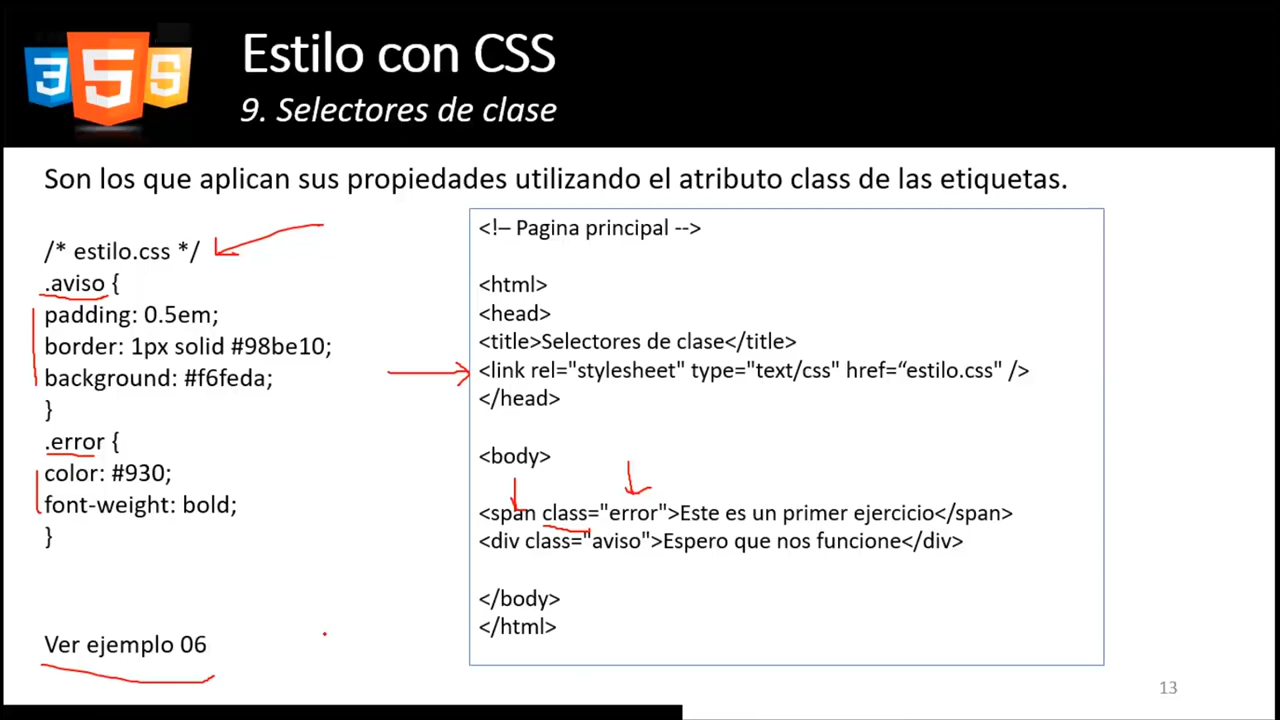 3 5 S
Estilo con CSS
9. Selectores de clase
Son los que aplican sus propiedades utilizando el atributo class de las etiquetas.
/* estilo.css */
.aviso {
padding: 0.5em;
border: 1px solid #98be10;
background: #f6feda;
}
.error {
color: #930;
font-weight: bold;
}
Ver ejemplo 06
<!– Pagina principal -->
<html>
<head>
<title>Selectores de clase</title>
<link rel="stylesheet" type="text/css" href=“estilo.css" />
</head>
<body>
<span class="error">Este es un primer ejercicio</span>
<div class="aviso">Espero que nos funcione</div>
</body>
</html>
13